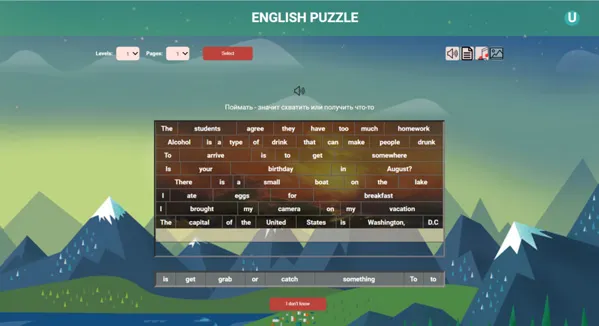 ENGLISH PUZZLE
U
Levels: 1 Pages: 1 Select
Поймать - значит схватить или получить что-то
The students agree they have too much homework
Alcohol is a type of drink that can make people drunk
To arrive is to get somewhere
Is your birthday in August?
There is a small boat on the lake
I ate eggs for breakfast
I brought my camera on my vacation
The capital of the United States is Washington, D.C
is get grab or catch something To to
I don't know